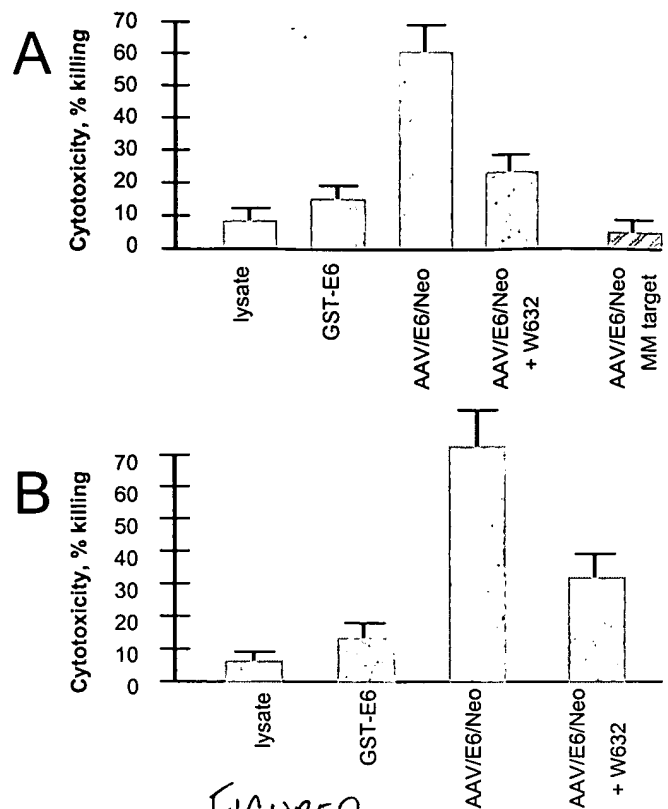 A
Cytotoxicity, % killing
70
60
50
40
30
20
10
0
lysate
GST-E6
AAV/E6/Neo
AAV/E6/Neo
+ W632
AAV/E6/Neo
MM target
B
Cytotoxicity, % killing
70
60
50
40
30
20
10
0
lysate
GST-E6
AAV/E6/Neo
AAV/E6/Neo
+ W632